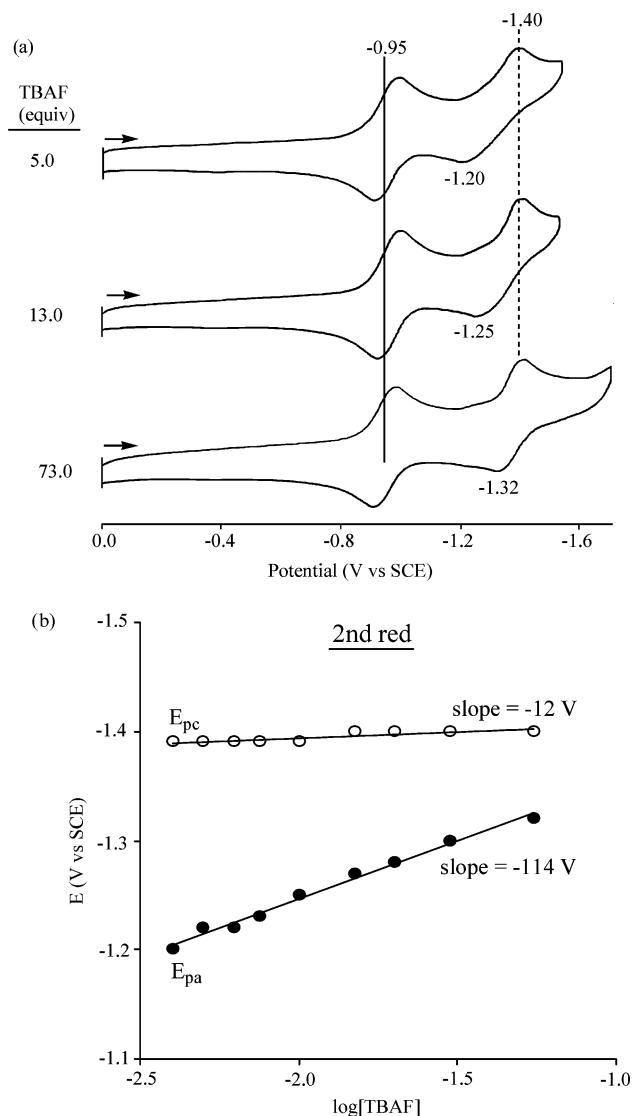 (a)
-0.95
-1.40
TBAF
(equiv)
5.0
-1.20
13.0
-1.25
73.0
-1.32
0.0 -0.4 -0.8 -1.2 -1.6
Potential (V vs SCE)
(b)
-1.5
2nd red
Epc
slope = -12 V
-1.4
E (V vs SCE)
-1.3
slope = -114 V
-1.2
Epa
-1.1
-2.5 -2.0 -1.5 -1.0
log[TBAF]